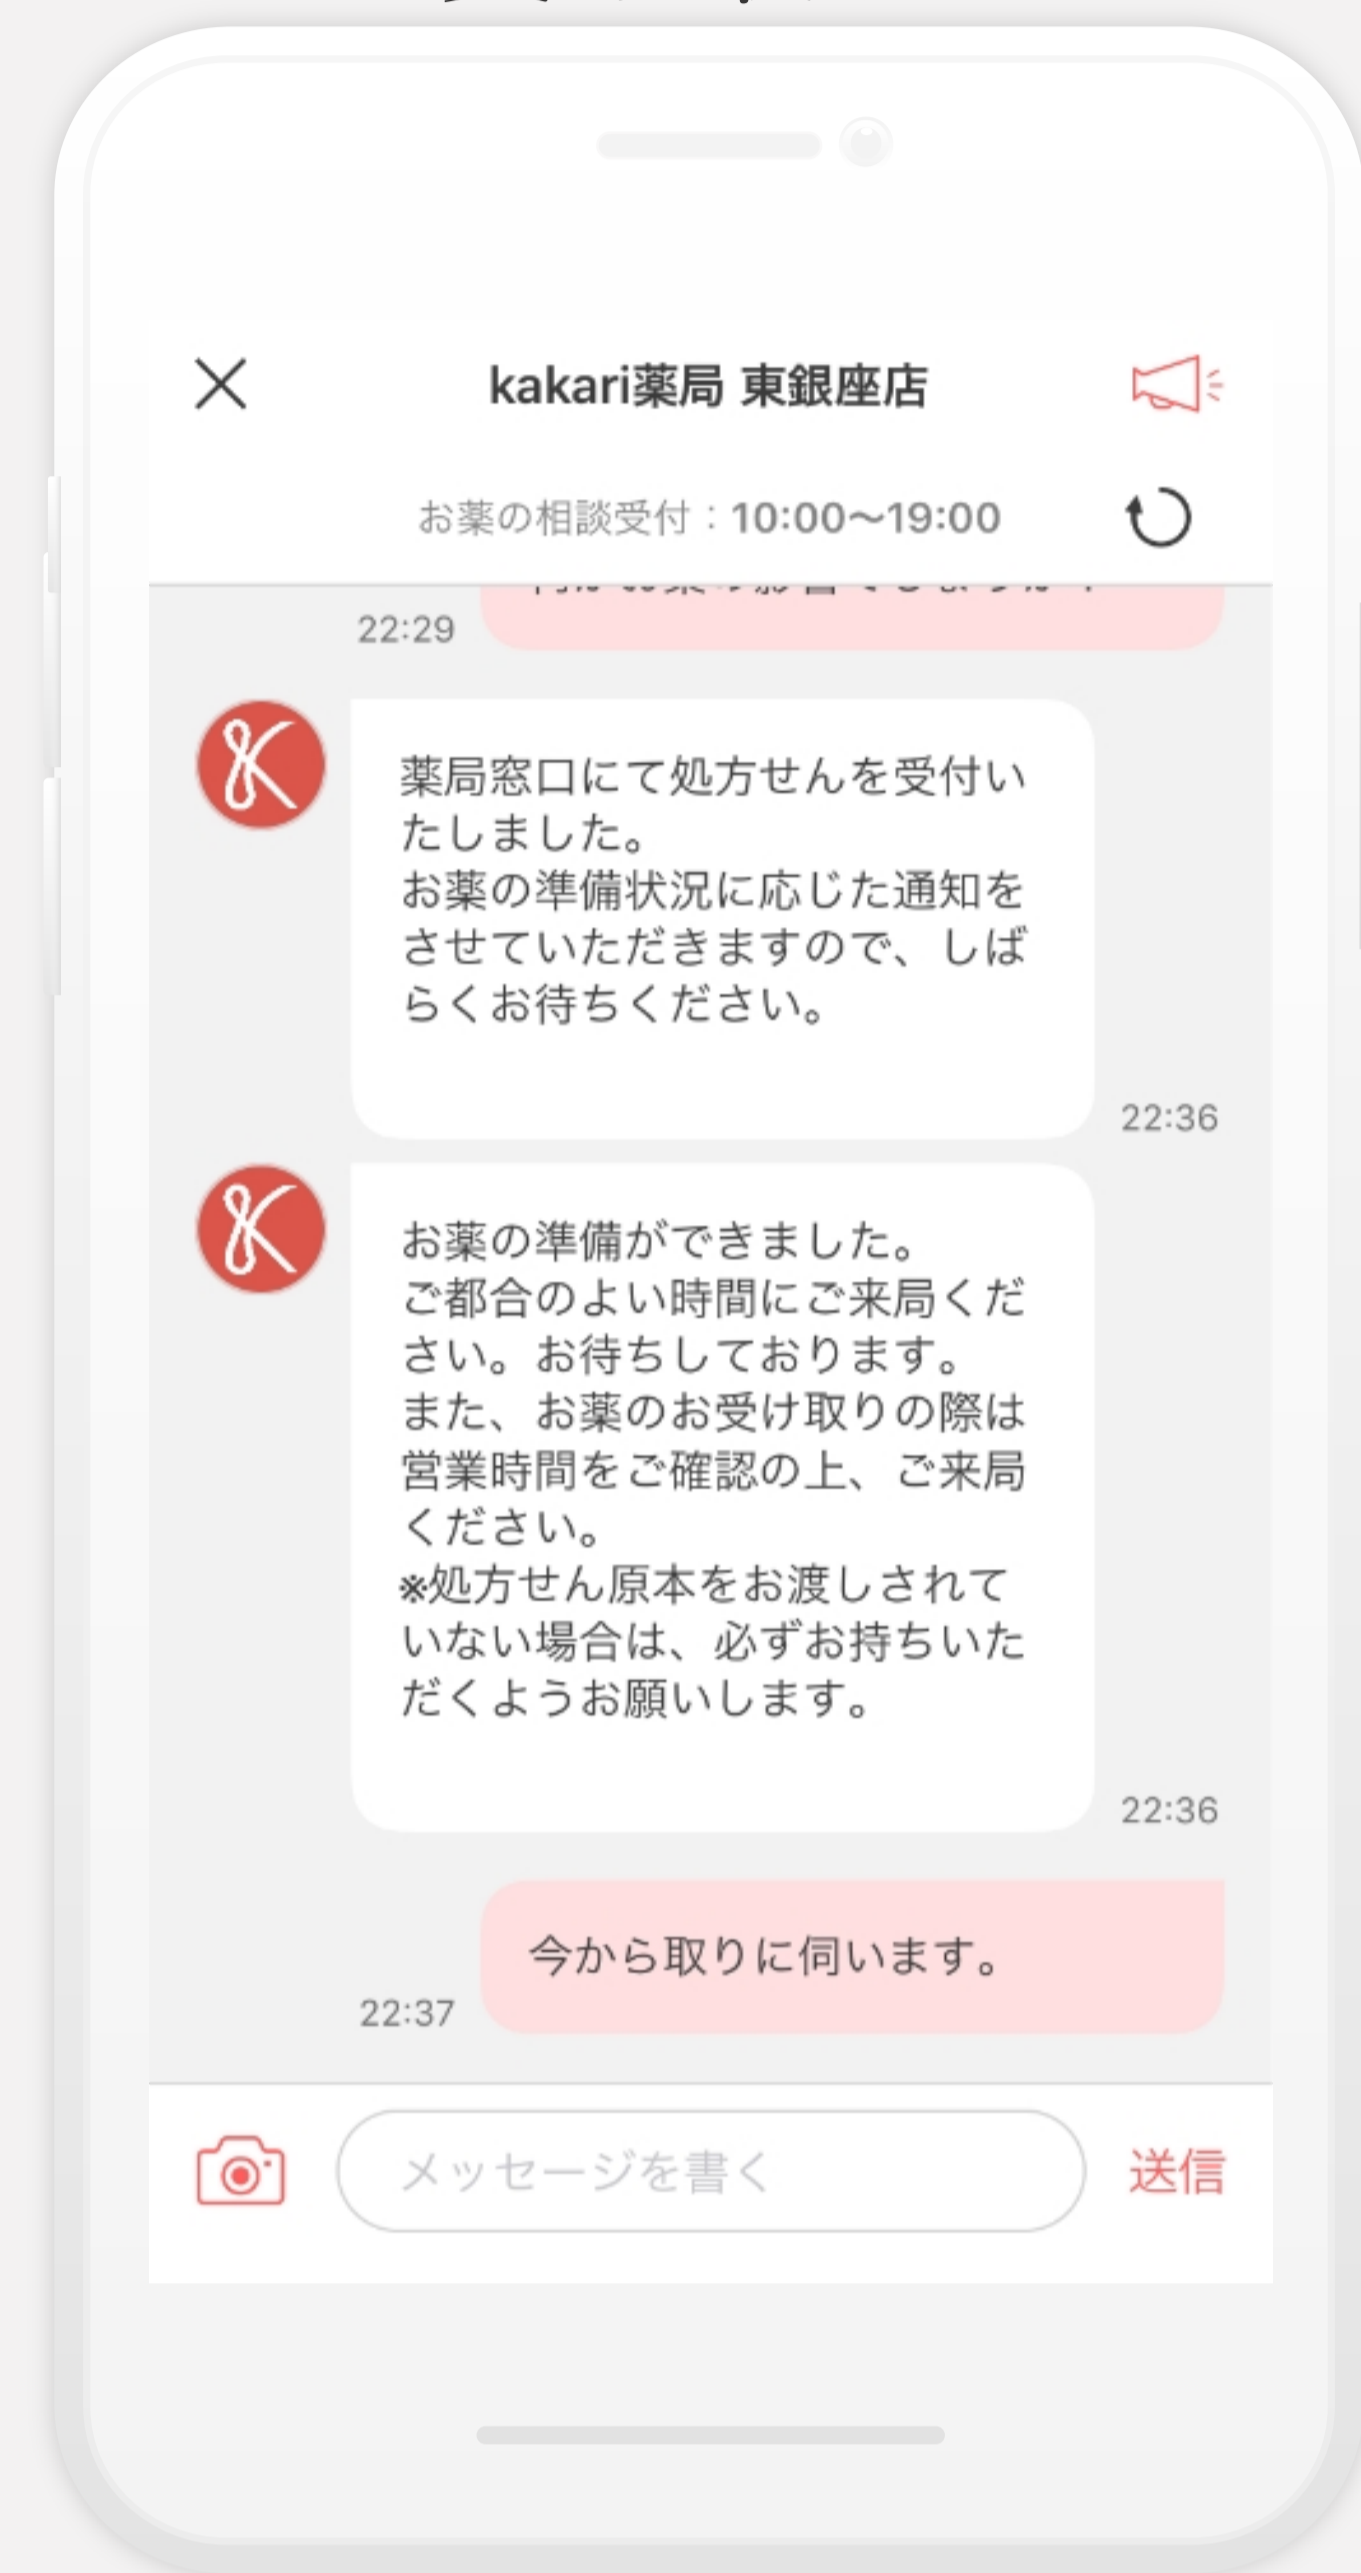 kakari薬局 東銀座店
お薬の相談受付：10:00〜19:00
22:29
薬局窓口にて処方せんを受付い
たしました。
お薬の準備状況に応じた通知を
させていただきますので、しば
らくお待ちください。
22:36
お薬の準備ができました。
ご都合のよい時間にご来局くだ
さい。お待ちしております。
また、お薬のお受け取りの際は
営業時間をご確認の上、ご来局
ください。
※処方せん原本をお渡しされて
いない場合は、必ずお持ちいた
だくようお願いします。
22:36
今から取りに伺います。
22:37
メッセージを書く
送信